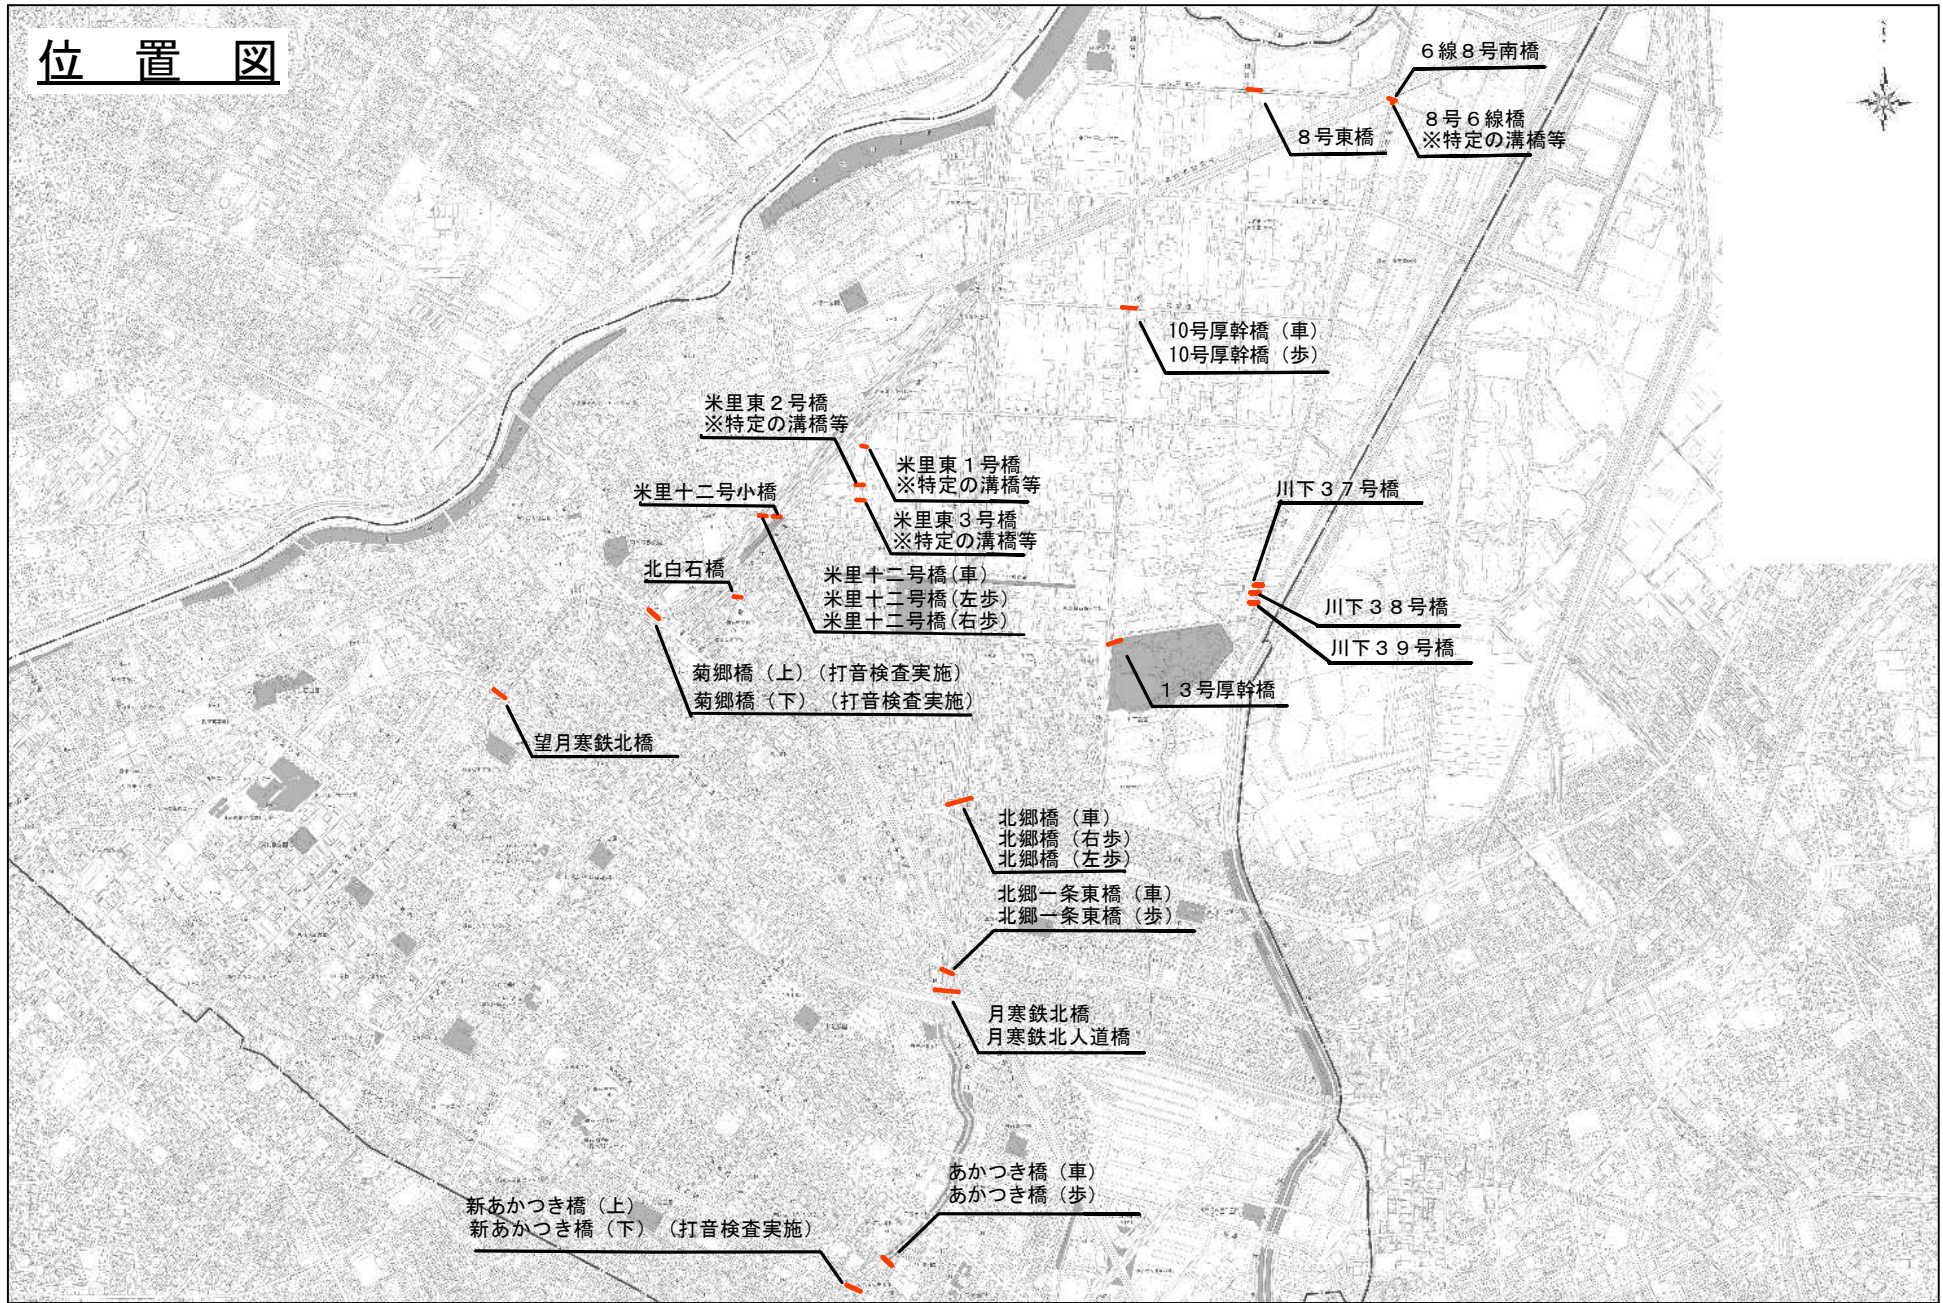 位　置　図
６線８号南橋
８号６線橋
※特定の溝橋等
８号東橋
10号厚幹橋（車）
10号厚幹橋（歩）
米里東２号橋
※特定の溝橋等
米里東１号橋
※特定の溝橋等
米里十二号小橋
米里東３号橋
※特定の溝橋等
川下３７号橋
北白石橋
米里十二号橋(車)
米里十二号橋(左歩)
米里十二号橋(右歩)
川下３８号橋
川下３９号橋
菊郷橋（上）（打音検査実施）
菊郷橋（下）（打音検査実施）
１３号厚幹橋
望月寒鉄北橋
北郷橋（車）
北郷橋（右歩）
北郷橋（左歩）
北郷一条東橋（車）
北郷一条東橋（歩）
月寒鉄北橋
月寒鉄北人道橋
あかつき橋（車）
あかつき橋（歩）
新あかつき橋（上）
新あかつき橋（下）（打音検査実施）